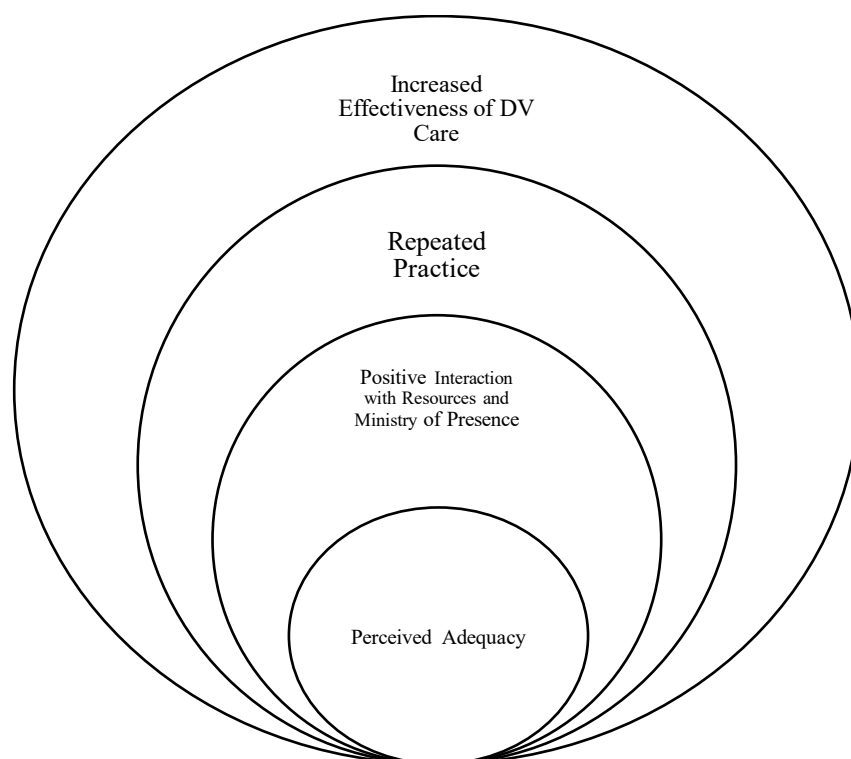 Increased
Effectiveness of DV
Care
Repeated
Practice
Positive Interaction
with Resources and
Ministry of Presence
Perceived Adequacy